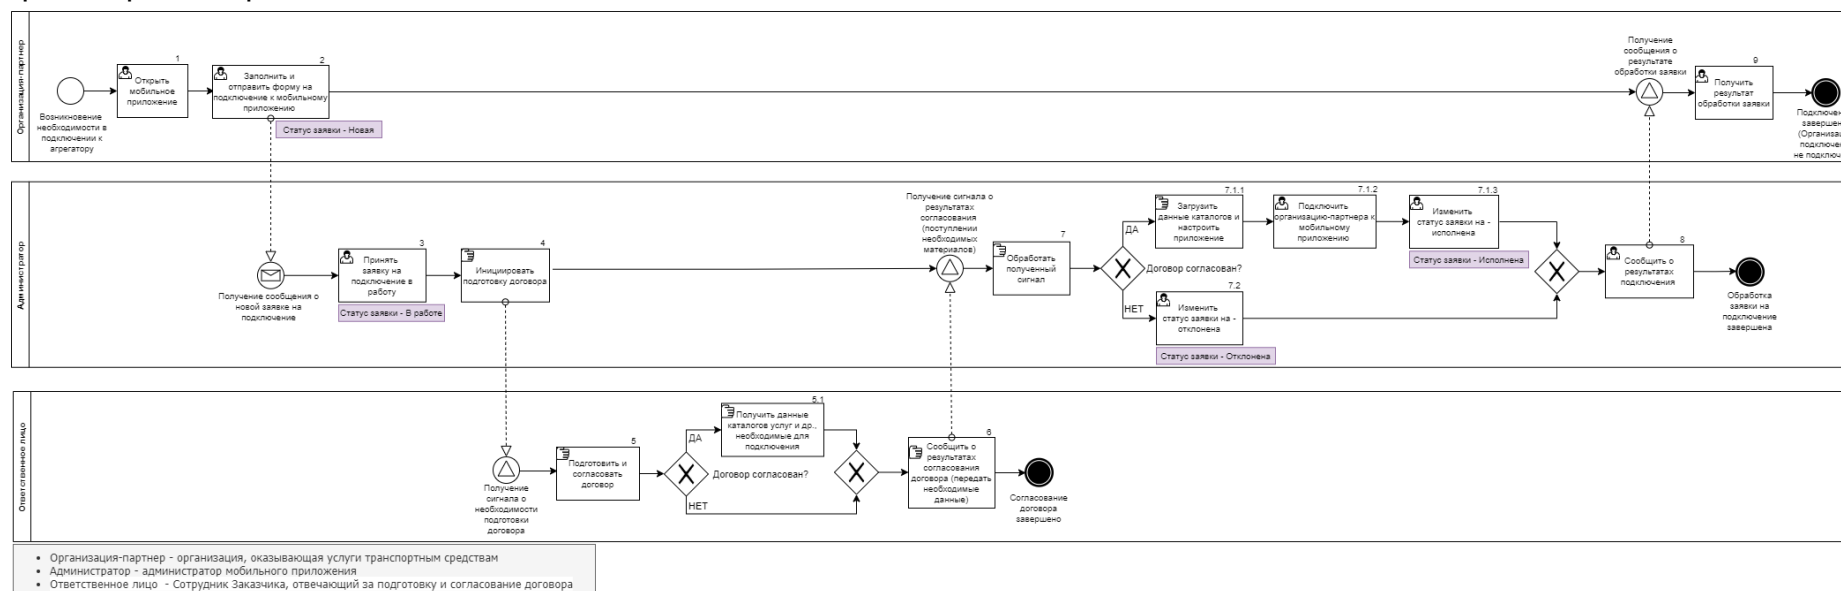 Организация-партнер
Возникновение
необходимости в
подключении к
агрегатору
1
Открыть
мобильное
приложение
2
Заполнить и
отправить форму на
подключение к мобильному
приложению
Статус заявки - Новая
Получение
сообщения о
результате
обработки заявки
9
Получить
результат
обработки заявки
завершен
(Организац
не подключ
Администратор
Получение сообщения о
новой заявке на
подключение
3
Принять
заявку на
подключение в
работу
Статус заявки - В работе
4
Инициировать
подготовку договора
Получение сигнала о
результатах
согласования
(поступлении
необходимых
материалов)
7
Обработать
полученный
сигнал
Договор согласован?
ДА
НЕТ
7.1.1
Загрузить
данные каталогов и
настроить
приложение
7.1.2
Подключить
организацию-партнера к
мобильному
приложению
7.1.3
Изменить
статус заявки на -
исполнена
Статус заявки - Исполнена
7.2
Изменить
статус заявки на -
отклонена
Статус заявки - Отклонена
8
Сообщить о
результатах
подключения
Обработка
заявки на
подключение
завершена
Ответственное лицо
Получение
сигнала о
необходимости
подготовки
договора
5
Подготовить и
согласовать
договор
ДА
Договор согласован?
НЕТ
5.1
Получить данные
каталогов услуг и др.,
необходимые для
подключения
6
Сообщить о
результатах
согласования
договора (передать
необходимые
данные)
Согласование
договора
завершено
• Организация-партнер - организация, оказывающая услуги транспортным средствам
• Администратор - администратор мобильного приложения
• Ответственное лицо - Сотрудник Заказчика, отвечающий за подготовку и согласование договора